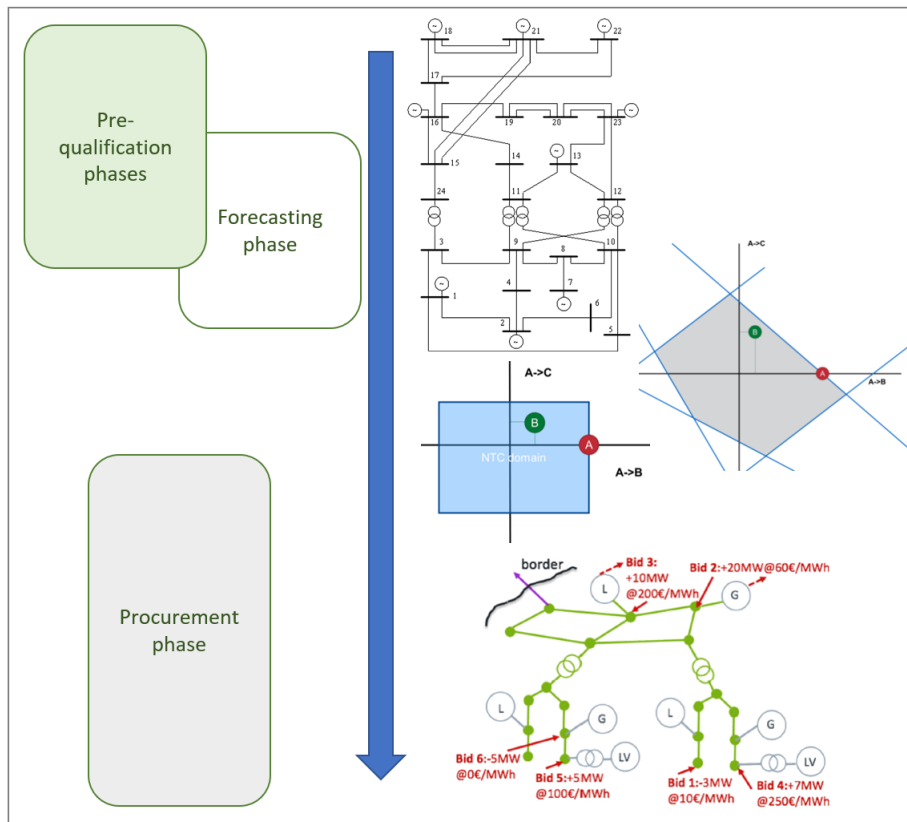 Pre-
qualification
phases
Forecasting
phase
Procurement
phase
18
21
22
17
16
19
20
23
15
14
13
24
11
12
3
9
8
10
4
7
1
6
2
5
A->C
B
A
A->B
A->C
B
A
NTC domain
A->B
border
L
Bid 3:
+10MW
@200€/MWh
Bid 2:+20MW@60€/MWh
G
L
G
LV
Bid 6:-5MW
@0€/MWh
Bid 5:+5MW
@100€/MWh
L
G
LV
Bid 1:-3MW
@10€/MWh
Bid 4:+7MW
@250€/MWh